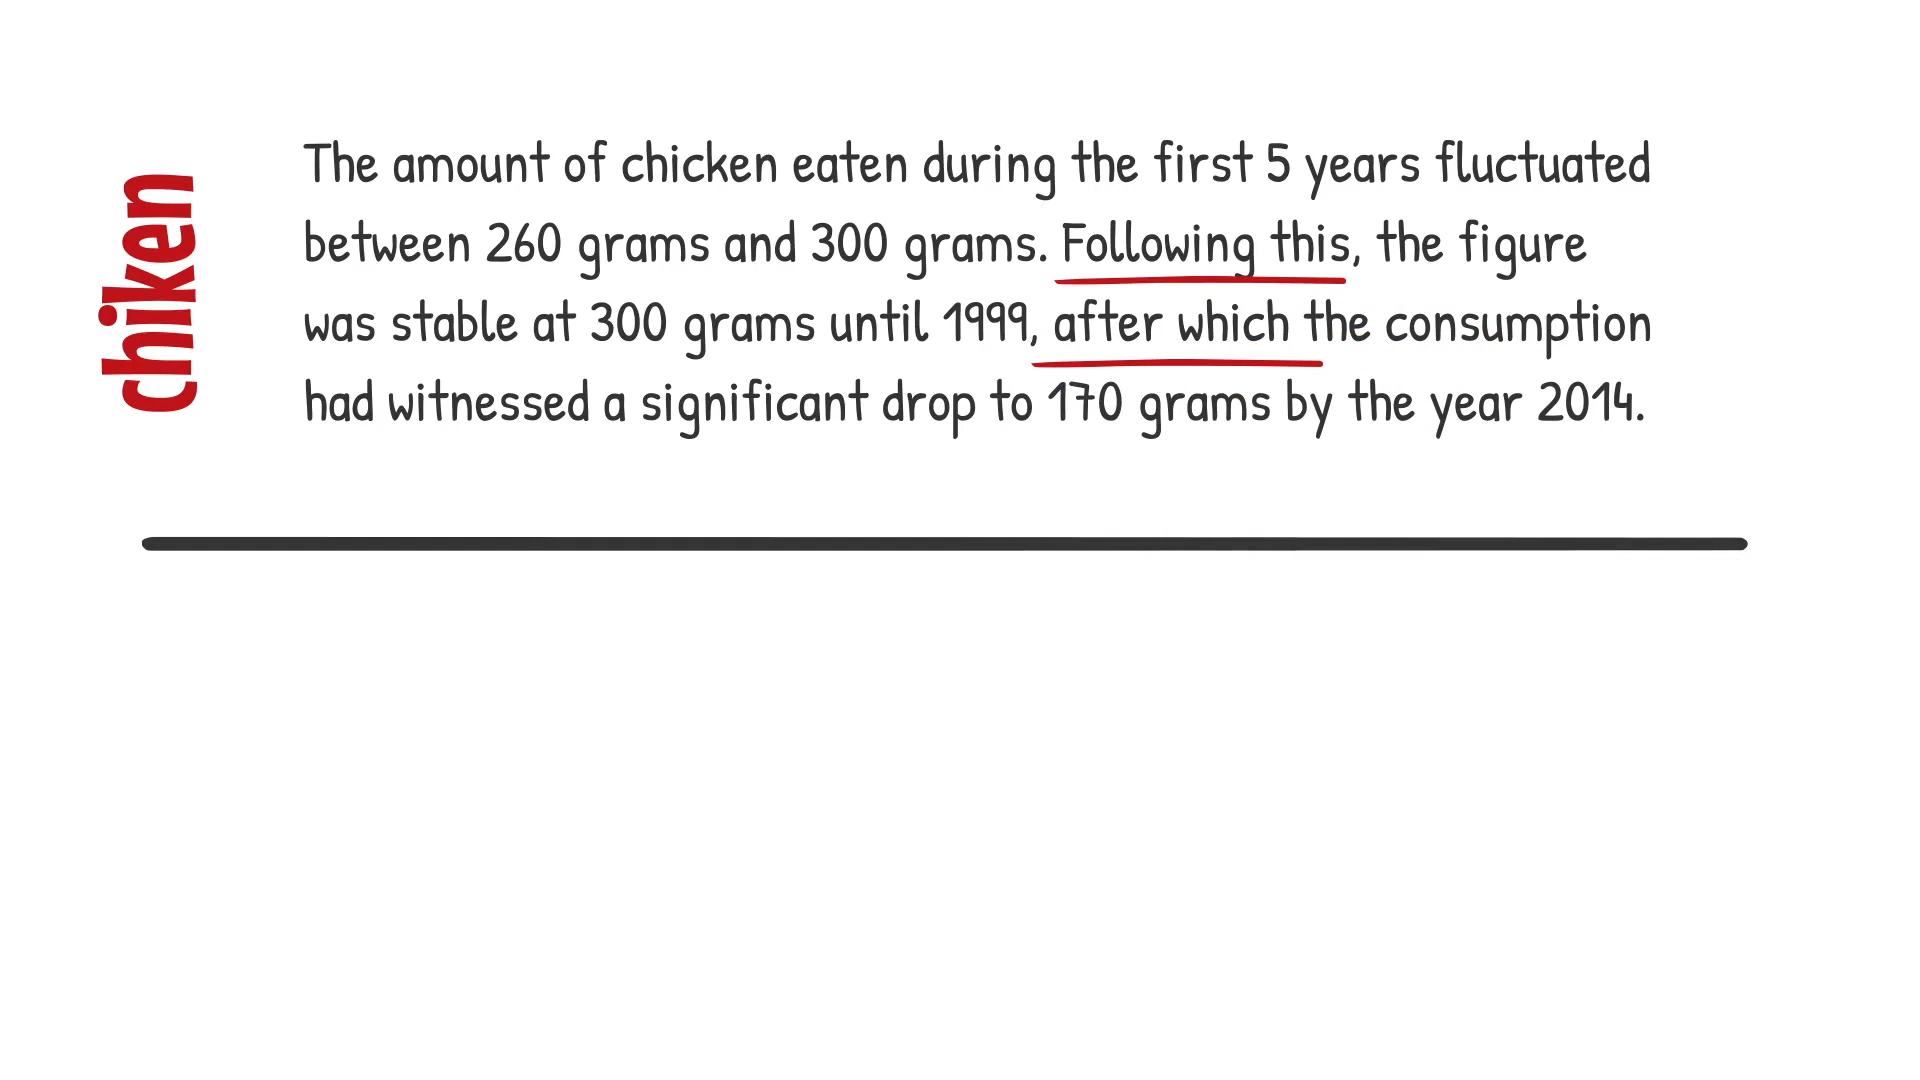 chiken
The amount of chicken eaten during the first 5 years fluctuated
between 260 grams and 300 grams. Following this, the figure
was stable at 300 grams until 1999, after which the consumption
had witnessed a significant drop to 170 grams by the year 2014.